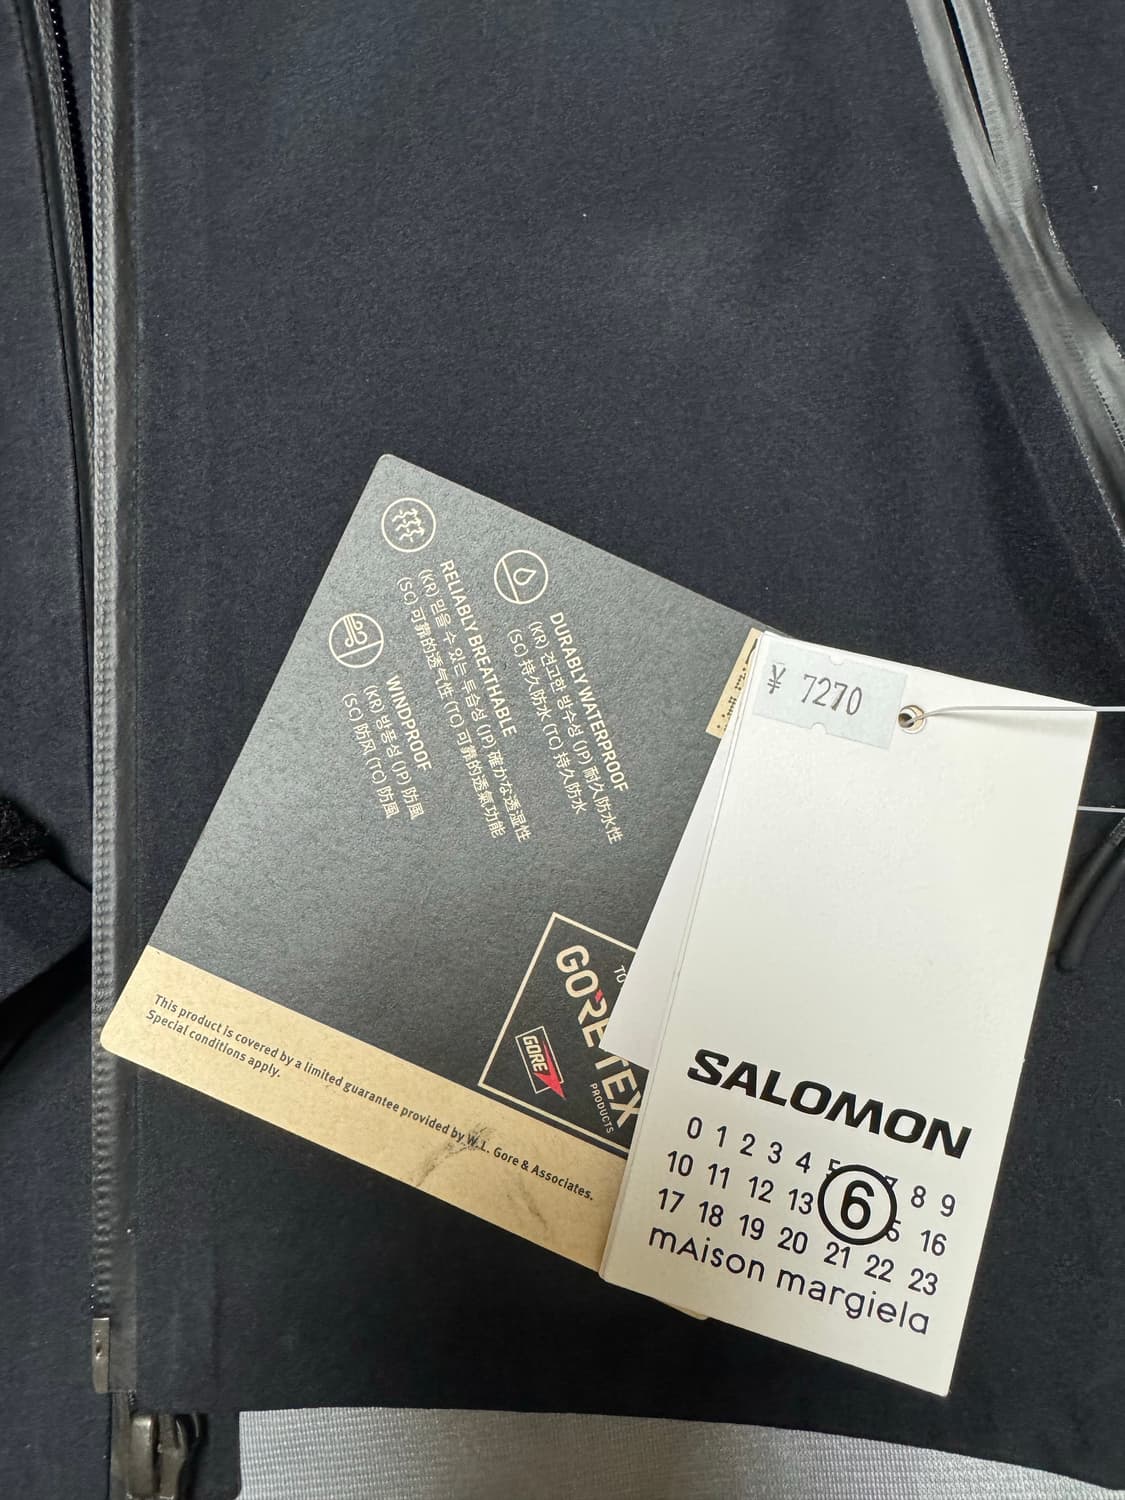 RELIABLY BREATHABLE
(KR) 믿을 수 있는 투습성 (JP) 確かな透湿性
(SC) 可靠的透气性 (TC) 可靠的透氣功能
DURABLY WATERPROOF
(KR) 견고한 방수성 (JP) 耐久防水性
(SC) 持久防水 (TC) 持久防水
WINDPROOF
(KR) 방풍성 (JP) 防風
(SC) 防风 (TC) 防風
GORE-TEX
PRODUCTS
GORE
This product is covered by a limited guarantee provided by W.L. Gore & Associates.
Special conditions apply.
¥ 7270
SALOMON
0 1 2 3 4 5 6 7 8 9
10 11 12 13 16
17 18 19 20 21 22 23
mAison margiela